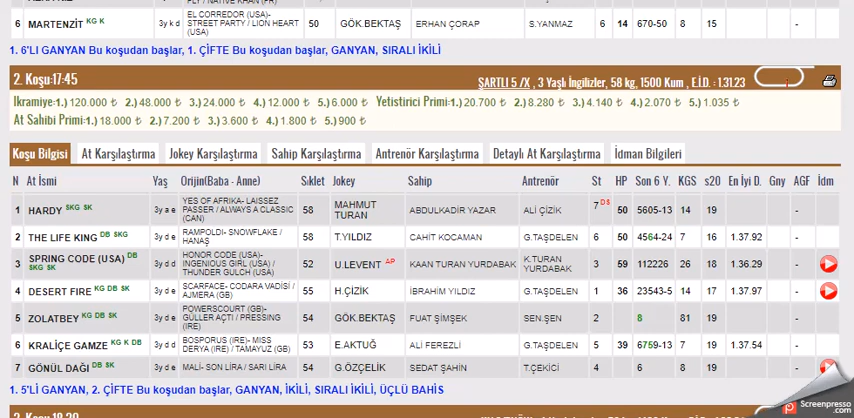 6 MARTENZİT KG K 3y k d EL CORREDOR (USA)- STREET PARTY / LION HEART (USA) 50 GÖK.BEKTAŞ ERHAN ÇORAP S.YANMAZ 6 14 670-50 8 15
1. 6'LI GANYAN Bu koşudan başlar, 1. ÇİFTE Bu koşudan başlar, GANYAN, SIRALI İKİLİ
2. Koşu:17:45 ŞARTLI 5 /X , 3 Yaşlı İngilizler, 58 kg, 1500 Kum , E.İ.D. : 1.31.23
Ikramiye:1.) 120.000 ₺ 2.) 48.000 ₺ 3.) 24.000 ₺ 4.) 12.000 ₺ 5.) 6.000 ₺ Yetistirici Primi:1.) 20.700 ₺ 2.) 8.280 ₺ 3.) 4.140 ₺ 4.) 2.070 ₺ 5.) 1.035 ₺
At Sahibi Primi:1.) 18.000 ₺ 2.) 7.200 ₺ 3.) 3.600 ₺ 4.) 1.800 ₺ 5.) 900 ₺
Koşu Bilgisi At Karşılaştırma Jokey Karşılaştırma Sahip Karşılaştırma Antrenör Karşılaştırma Detaylı At Karşılaştırma İdman Bilgileri
N At İsmi Yaş Orijin(Baba - Anne) Sıklet Jokey Sahip Antrenör St HP Son 6 Y. KGS s20 En İyi D. Gny AGF İdm
1 HARDY SKG SK 3y a e YES OF AFRIKA- LAISSEZ PASSER / ALWAYS A CLASSIC (CAN) 58 MAHMUT TURAN ABDULKADİR YAZAR ALİ ÇİZİK 7 DS 50 5605-13 14 19 -
2 THE LIFE KING DB SKG 3y a e RAMPOLDI- SNOWFLAKE / HANAŞ 58 T.YILDIZ CAHİT KOCAMAN G.TAŞDELEN 6 50 4564-24 7 16 1.37.92 -
3 SPRING CODE (USA) DB SKG SK 3y d d HONOR CODE (USA)- INGENIOUS GIRL (USA) / THUNDER GULCH (USA) 52 U.LEVENT AP KAAN TURAN YURDABAK K.TURAN YURDABAK 3 59 112226 26 18 1.36.29 -
4 DESERT FIRE KG DB SK 3y a e SCARFACE- CODARA VADİSİ / AJMERA (GB) 55 H.ÇİZİK İBRAHİM YILDIZ G.TAŞDELEN 1 36 23543-5 14 17 1.37.97 -
5 ZOLATBEY KG DB SK 3y d e POWERSCOURT (GB)- GÜLLER AÇTI / PRESSING (IRE) 54 GÖK.BEKTAŞ FUAT ŞİMŞEK SEN.ŞEN 2 8 81 19 -
6 KRALİÇE GAMZE KG K DB 3y d d BOSPORUS (IRE)- MISS DERYA (IRE) / TAMAYUZ (GB) 53 E.AKTUĞ ALİ FEREZLİ G.TAŞDELEN 5 39 6759-13 7 19 1.37.54 -
7 GÖNÜL DAĞI DB SK 3y d e MALI- SON LİRA / SARI LİRA 54 G.ÖZÇELİK SEDAT ŞAHİN T.ÇEKİCİ 4 6 8 19 -
1. 5'Lİ GANYAN, 2. ÇİFTE Bu koşudan başlar, GANYAN, İKİLİ, SIRALI İKİLİ, ÜÇLÜ BAHİS
Screenpresso
.com